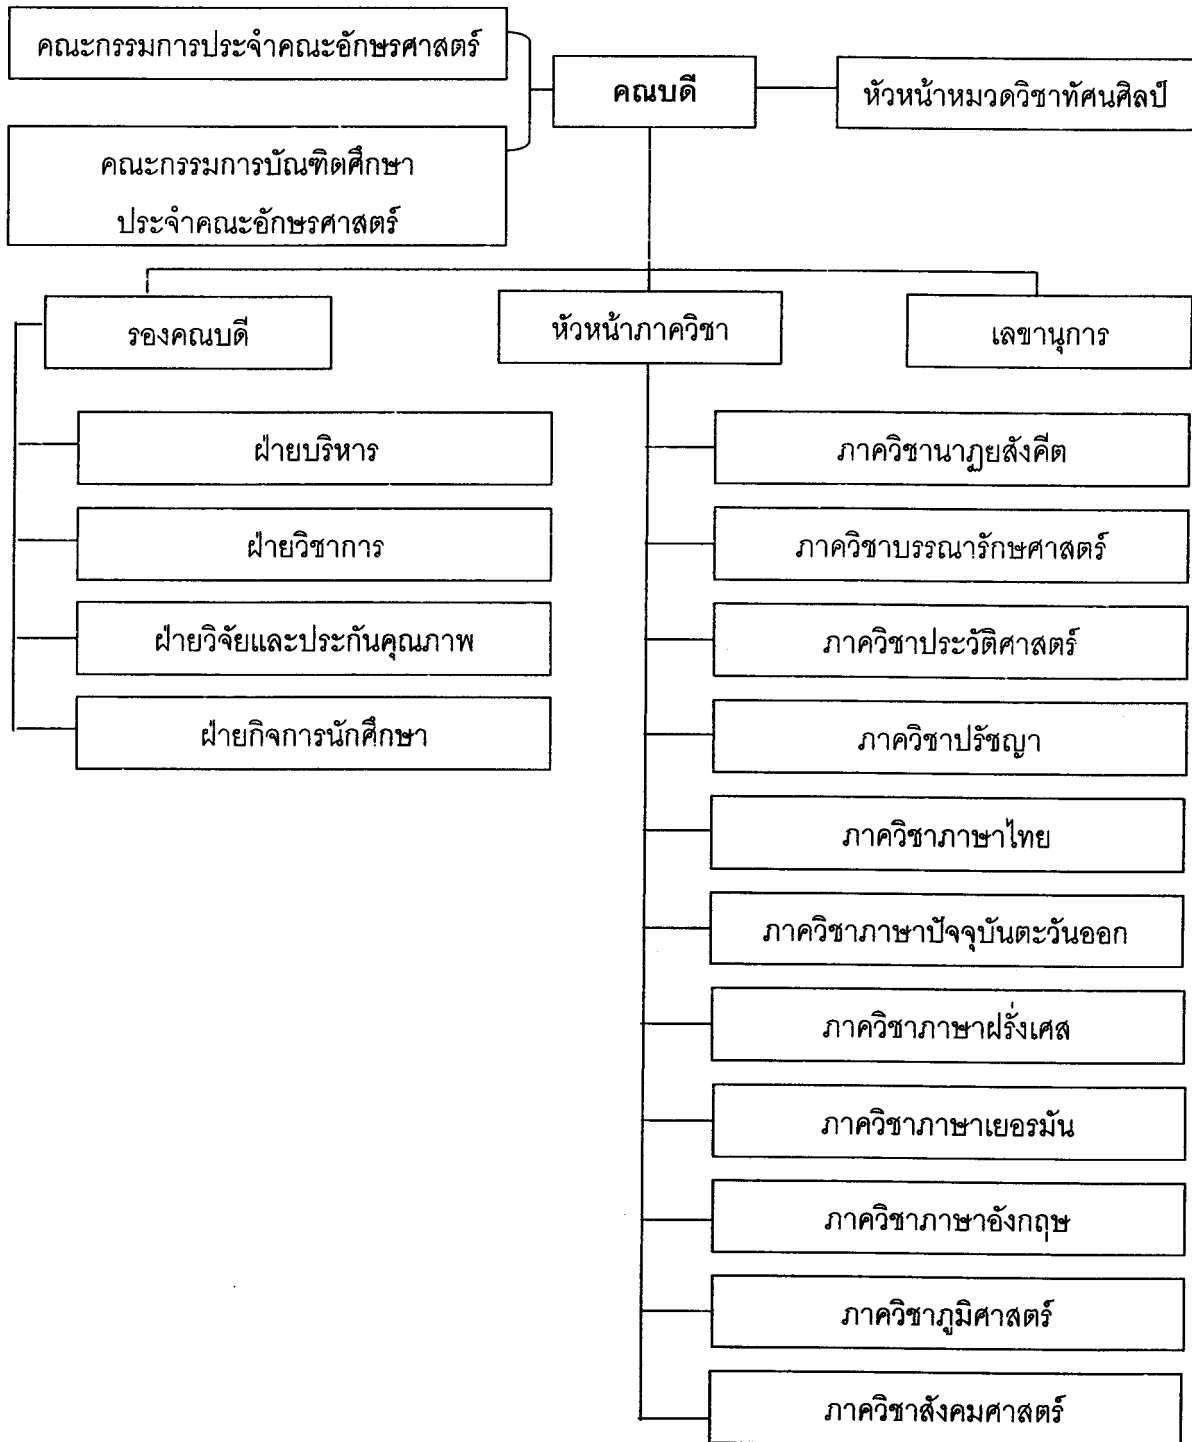 คณะกรรมการประจำคณะอักษรศาสตร์
คณบดี
หัวหน้าหมวดวิชาทัศนศิลป์
คณะกรรมการบัณฑิตศึกษา
ประจำคณะอักษรศาสตร์
รองคณบดี
หัวหน้าภาควิชา
เลขานุการ
ฝ่ายบริหาร
ฝ่ายวิชาการ
ฝ่ายวิจัยและประกันคุณภาพ
ฝ่ายกิจการนักศึกษา
ภาควิชานาฏยสังคีต
ภาควิชาบรรณารักษศาสตร์
ภาควิชาประวัติศาสตร์
ภาควิชาปรัชญา
ภาควิชาภาษาไทย
ภาควิชาภาษาปัจจุบันตะวันออก
ภาควิชาภาษาฝรั่งเศส
ภาควิชาภาษาเยอรมัน
ภาควิชาภาษาอังกฤษ
ภาควิชาภูมิศาสตร์
ภาควิชาสังคมศาสตร์